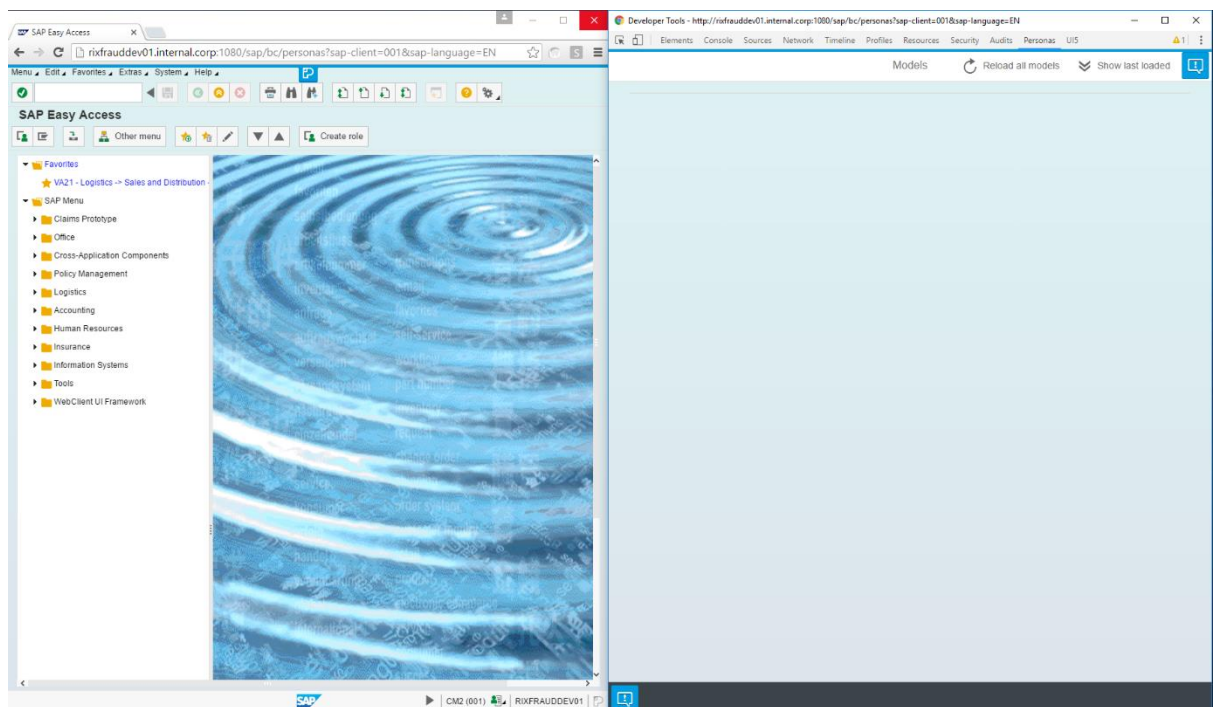 SAP Easy Access
rixfrauddev01.internal.corp:1080/sap/bc/personas?sap-client=001&sap-language=EN
S
Menu Edit Favorites Extras System Help
SAP Easy Access
Other menu
Create role
Favorites
VA21 - Logistics -> Sales and Distribution -
SAP Menu
Claims Prototype
Office
Cross-Application Components
Policy Management
Logistics
Accounting
Human Resources
Insurance
Information Systems
Tools
WebClient UI Framework
SAP
CM2 (001)
RIXFRAUDDEV01
Developer Tools - http://rixfrauddev01.internal.corp:1080/sap/bc/personas?sap-client=001&sap-language=EN
Elements Console Sources Network Timeline Profiles Resources Security Audits Personas UI5
1
Models
Reload all models
Show last loaded